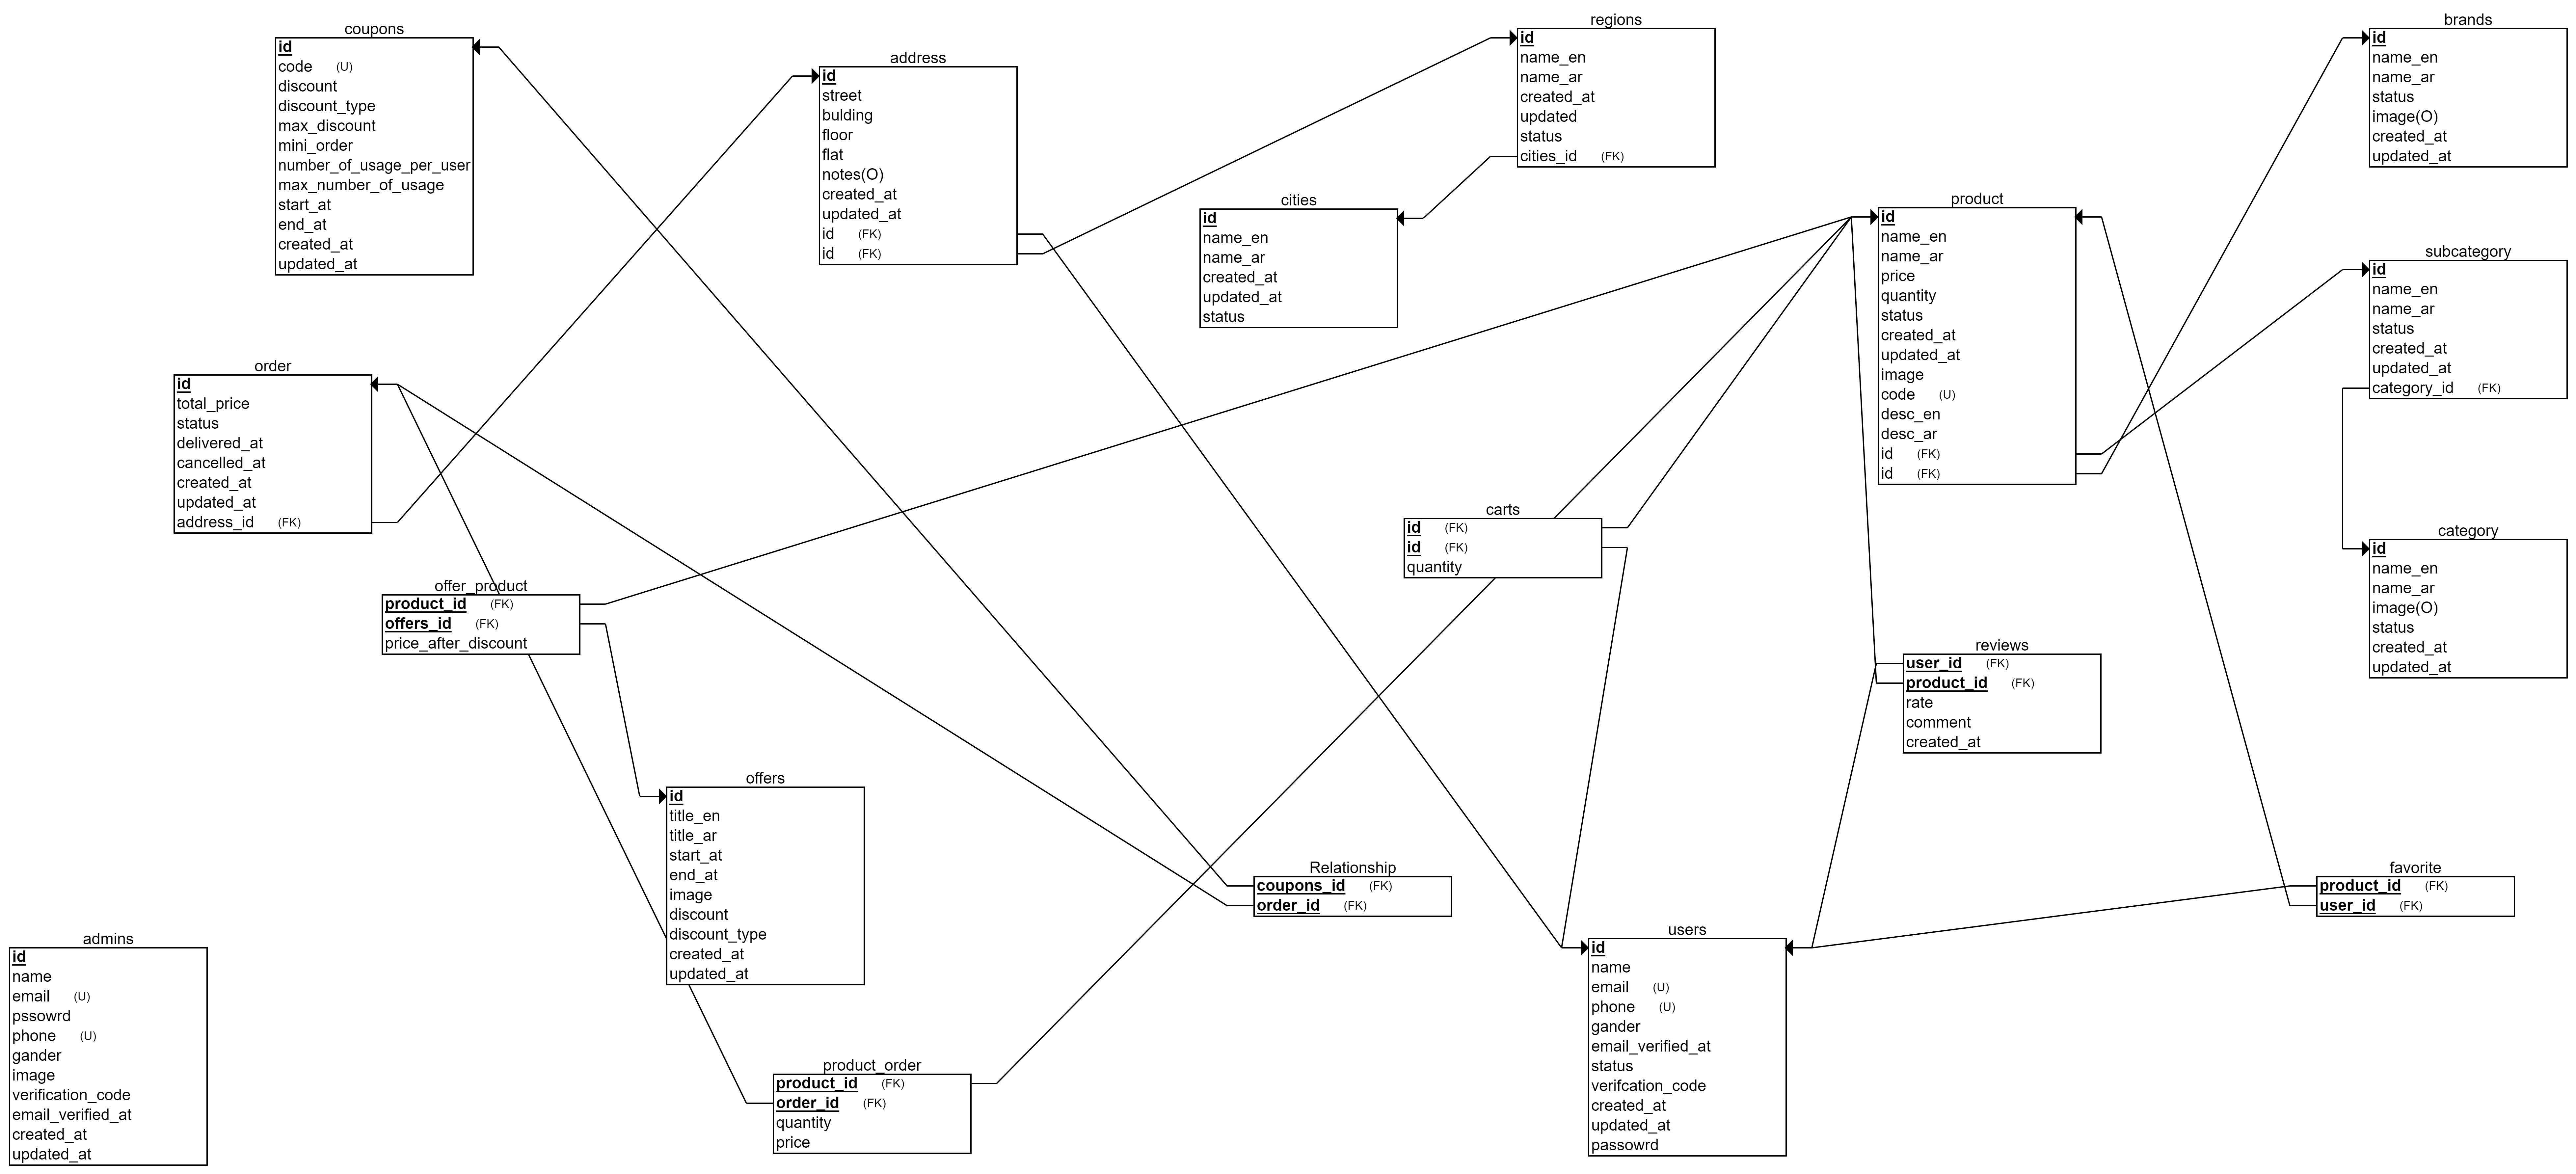 coupons
id
code (U)
discount
discount_type
max_discount
mini_order
number_of_usage_per_user
max_number_of_usage
start_at
end_at
created_at
updated_at
address
id
street
bulding
floor
flat
notes(O)
created_at
updated_at
id (FK)
id (FK)
regions
id
name_en
name_ar
created_at
updated
status
cities_id (FK)
brands
id
name_en
name_ar
status
image(O)
created_at
updated_at
cities
id
name_en
name_ar
created_at
updated_at
status
product
id
name_en
name_ar
price
quantity
status
created_at
updated_at
image
code (U)
desc_en
desc_ar
id (FK)
id (FK)
subcategory
id
name_en
name_ar
status
created_at
updated_at
category_id (FK)
order
id
total_price
status
delivered_at
cancelled_at
created_at
updated_at
address_id (FK)
carts
id (FK)
id (FK)
quantity
category
id
name_en
name_ar
image(O)
status
created_at
updated_at
offer_product
product_id (FK)
offers_id (FK)
price_after_discount
reviews
user_id (FK)
product_id (FK)
rate
comment
created_at
offers
id
title_en
title_ar
start_at
end_at
image
discount
discount_type
created_at
updated_at
Relationship
coupons_id (FK)
order_id (FK)
favorite
product_id (FK)
user_id (FK)
admins
id
name
email (U)
pssowrd
phone (U)
gander
image
verification_code
email_verified_at
created_at
updated_at
users
id
name
email (U)
phone (U)
gander
email_verified_at
status
verifcation_code
created_at
updated_at
passowrd
product_order
product_id (FK)
order_id (FK)
quantity
price